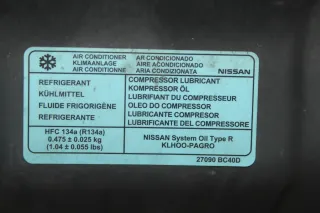 AIR CONDITIONER AIR CONDICIONADO
KLIMAANLAGE AIRE ACONDICIONADO
AIR CONDITIONNE ARIA CONDIZIONATA NISSAN
REFRIGERANT
KÜHLMITTEL
FLUIDE FRIGORIGÈNE
REFRIGERANTE
COMPRESSOR LUBRICANT
KOMPRESSOR ÖL
LUBRIFIANT DU COMPRESSEUR
OLEO DO COMPRESSOR
LUBRICANTE COMPRESOR
LUBRIFICANTE DEL COMPRESSORE
HFC 134a (R134a)
0.475 ± 0.025 kg
(1.04 ± 0.055 lbs)
NISSAN System Oil Type R
KLHOO-PAGRO
27090 BC40D